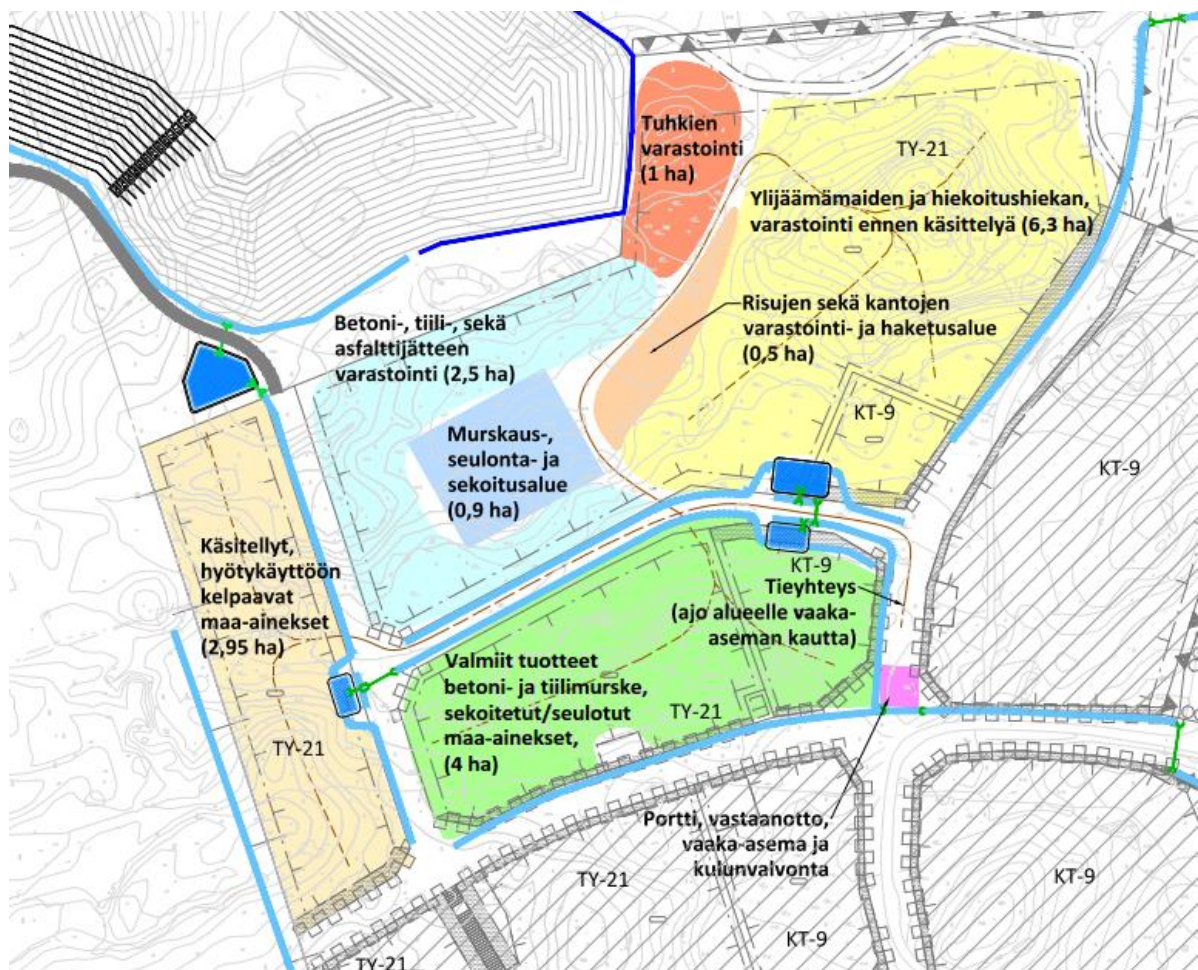 Tuhkien
varastointi
(1 ha)
TY-21
Ylijäämämaiden ja hiekoitushiekan,
varastointi ennen käsittelyä (6,3 ha)
Risujen sekä kantojen
varastointi- ja haketusalue
(0,5 ha)
Betoni-, tiili-, sekä
asfalttijätteen
varastointi (2,5 ha)
KT-9
KT-9
Murskaus-,
seulonta- ja
sekoitusalue
(0,9 ha)
Käsitellyt,
hyötykäyttöön
kelpaavat
maa-ainekset
(2,95 ha)
KT-9
Tieyhteys
(ajo alueelle vaaka-
aseman kautta)
Valmiit tuotteet
betoni- ja tiilimurske,
sekoitetut/seulotut
maa-ainekset,
(4 ha)
TY-21
TY-21
Portti, vastaanotto,
vaaka-asema ja
kulunvalvonta
TY-21
KT-9
KT-9
TY-21